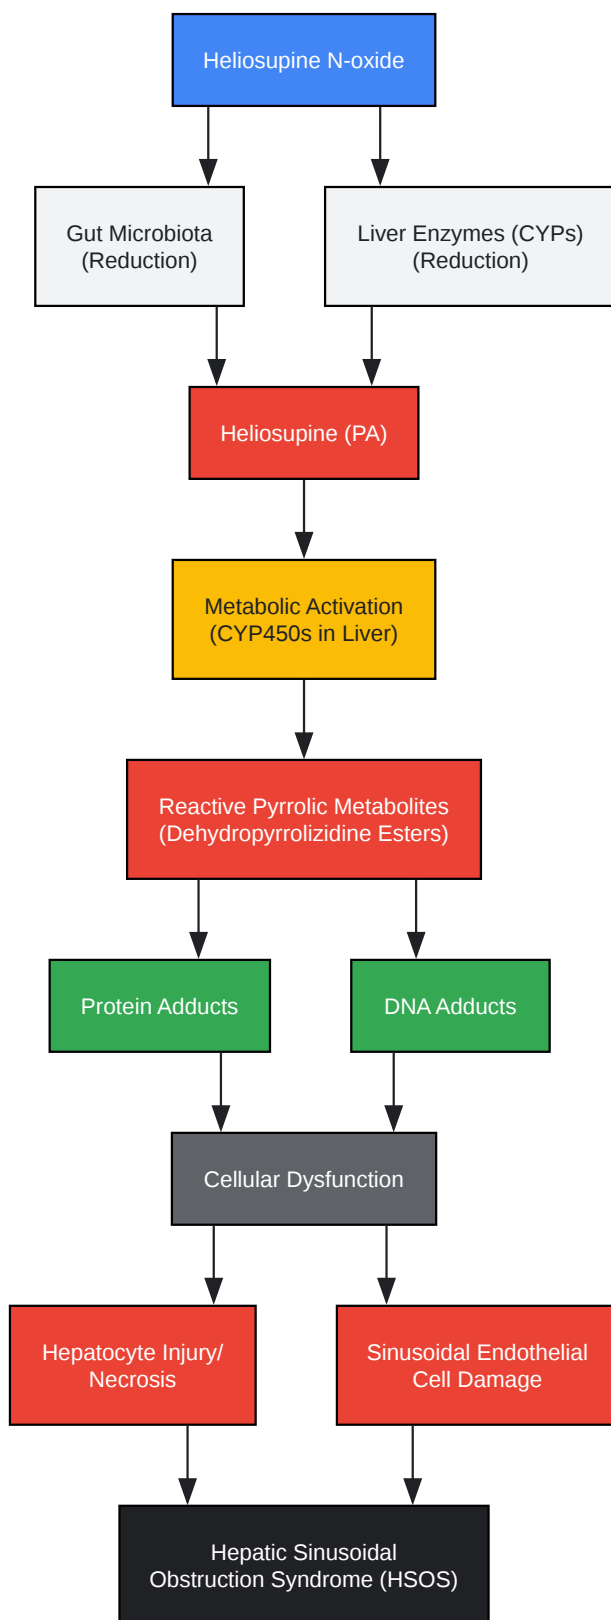 Heliosupine N-oxide
Gut Microbiota
(Reduction)
Liver Enzymes (CYPs)
(Reduction)
Heliosupine (PA)
Metabolic Activation
(CYP450s in Liver)
Reactive Pyrrolic Metabolites
(Dehydropyrrolizidine Esters)
Protein Adducts
DNA Adducts
Cellular Dysfunction
Hepatocyte Injury/
Necrosis
Sinusoidal Endothelial
Cell Damage
Hepatic Sinusoidal
Obstruction Syndrome (HSOS)